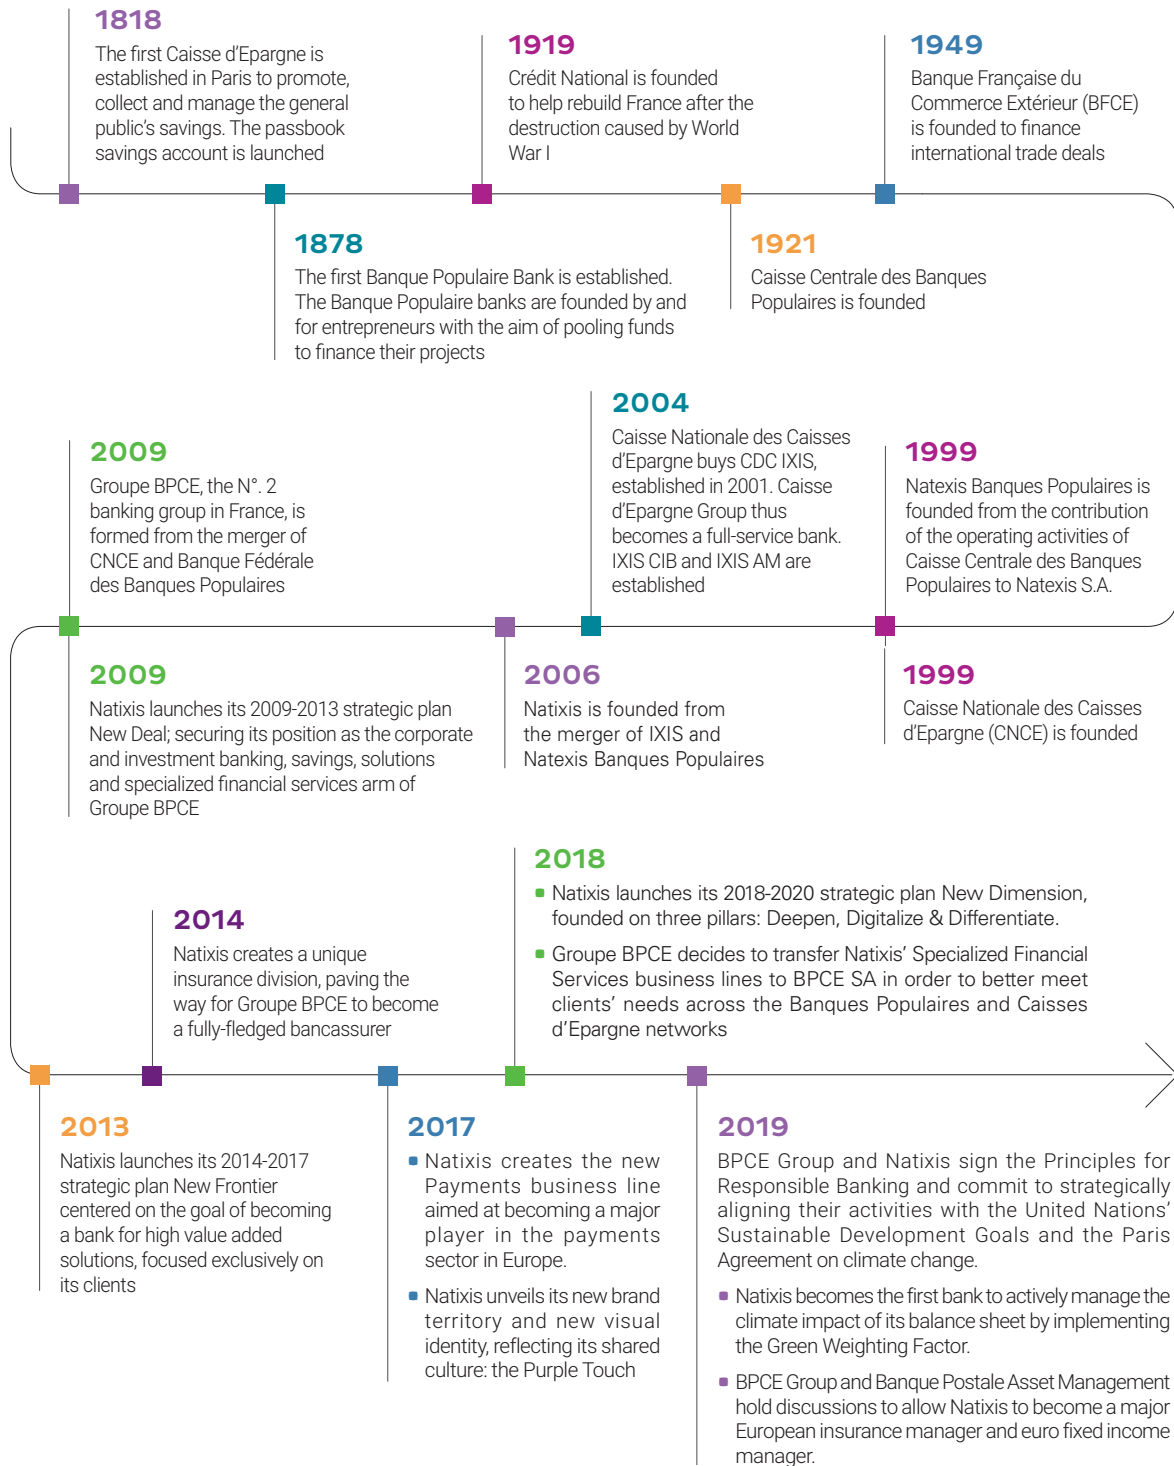 1818
The first Caisse d'Epargne is
established in Paris to promote,
collect and manage the general
public's savings. The passbook
savings account is launched
1878
The first Banque Populaire Bank is established.
The Banque Populaire banks are founded by and
for entrepreneurs with the aim of pooling funds
to finance their projects
1919
Crédit National is founded
to help rebuild France after the
destruction caused by World
War I
1921
Caisse Centrale des Banques
Populaires is founded
1949
Banque Française du
Commerce Extérieur (BFCE)
is founded to finance
international trade deals
1999
Natexis Banques Populaires is
founded from the contribution
of the operating activities of
Caisse Centrale des Banques
Populaires to Natexis S.A.
1999
Caisse Nationale des Caisses
d'Epargne (CNCE) is founded
2004
Caisse Nationale des Caisses
d'Epargne buys CDC IXIS,
established in 2001. Caisse
d'Epargne Group thus
becomes a full-service bank.
IXIS CIB and IXIS AM are
established
2006
Natixis is founded from
the merger of IXIS and
Natexis Banques Populaires
2009
Groupe BPCE, the N°. 2
banking group in France, is
formed from the merger of
CNCE and Banque Fédérale
des Banques Populaires
2009
Natixis launches its 2009-2013 strategic plan
New Deal; securing its position as the corporate
and investment banking, savings, solutions
and specialized financial services arm of
Groupe BPCE
2013
Natixis launches its 2014-2017
strategic plan New Frontier
centered on the goal of becoming
a bank for high value added
solutions, focused exclusively on
its clients
2014
Natixis creates a unique
insurance division, paving the
way for Groupe BPCE to become
a fully-fledged bancassurer
2017
Natixis creates the new
Payments business line
aimed at becoming a major
player in the payments
sector in Europe.
Natixis unveils its new brand
territory and new visual
identity, reflecting its shared
culture: the Purple Touch
2018
Natixis launches its 2018-2020 strategic plan New Dimension,
founded on three pillars: Deepen, Digitalize & Differentiate.
Groupe BPCE decides to transfer Natixis' Specialized Financial
Services business lines to BPCE SA in order to better meet
clients' needs across the Banques Populaires and Caisses
d'Epargne networks
2019
BPCE Group and Natixis sign the Principles for
Responsible Banking and commit to strategically
aligning their activities with the United Nations'
Sustainable Development Goals and the Paris
Agreement on climate change.
Natixis becomes the first bank to actively manage the
climate impact of its balance sheet by implementing
the Green Weighting Factor.
BPCE Group and Banque Postale Asset Management
hold discussions to allow Natixis to become a major
European insurance manager and euro fixed income
manager.